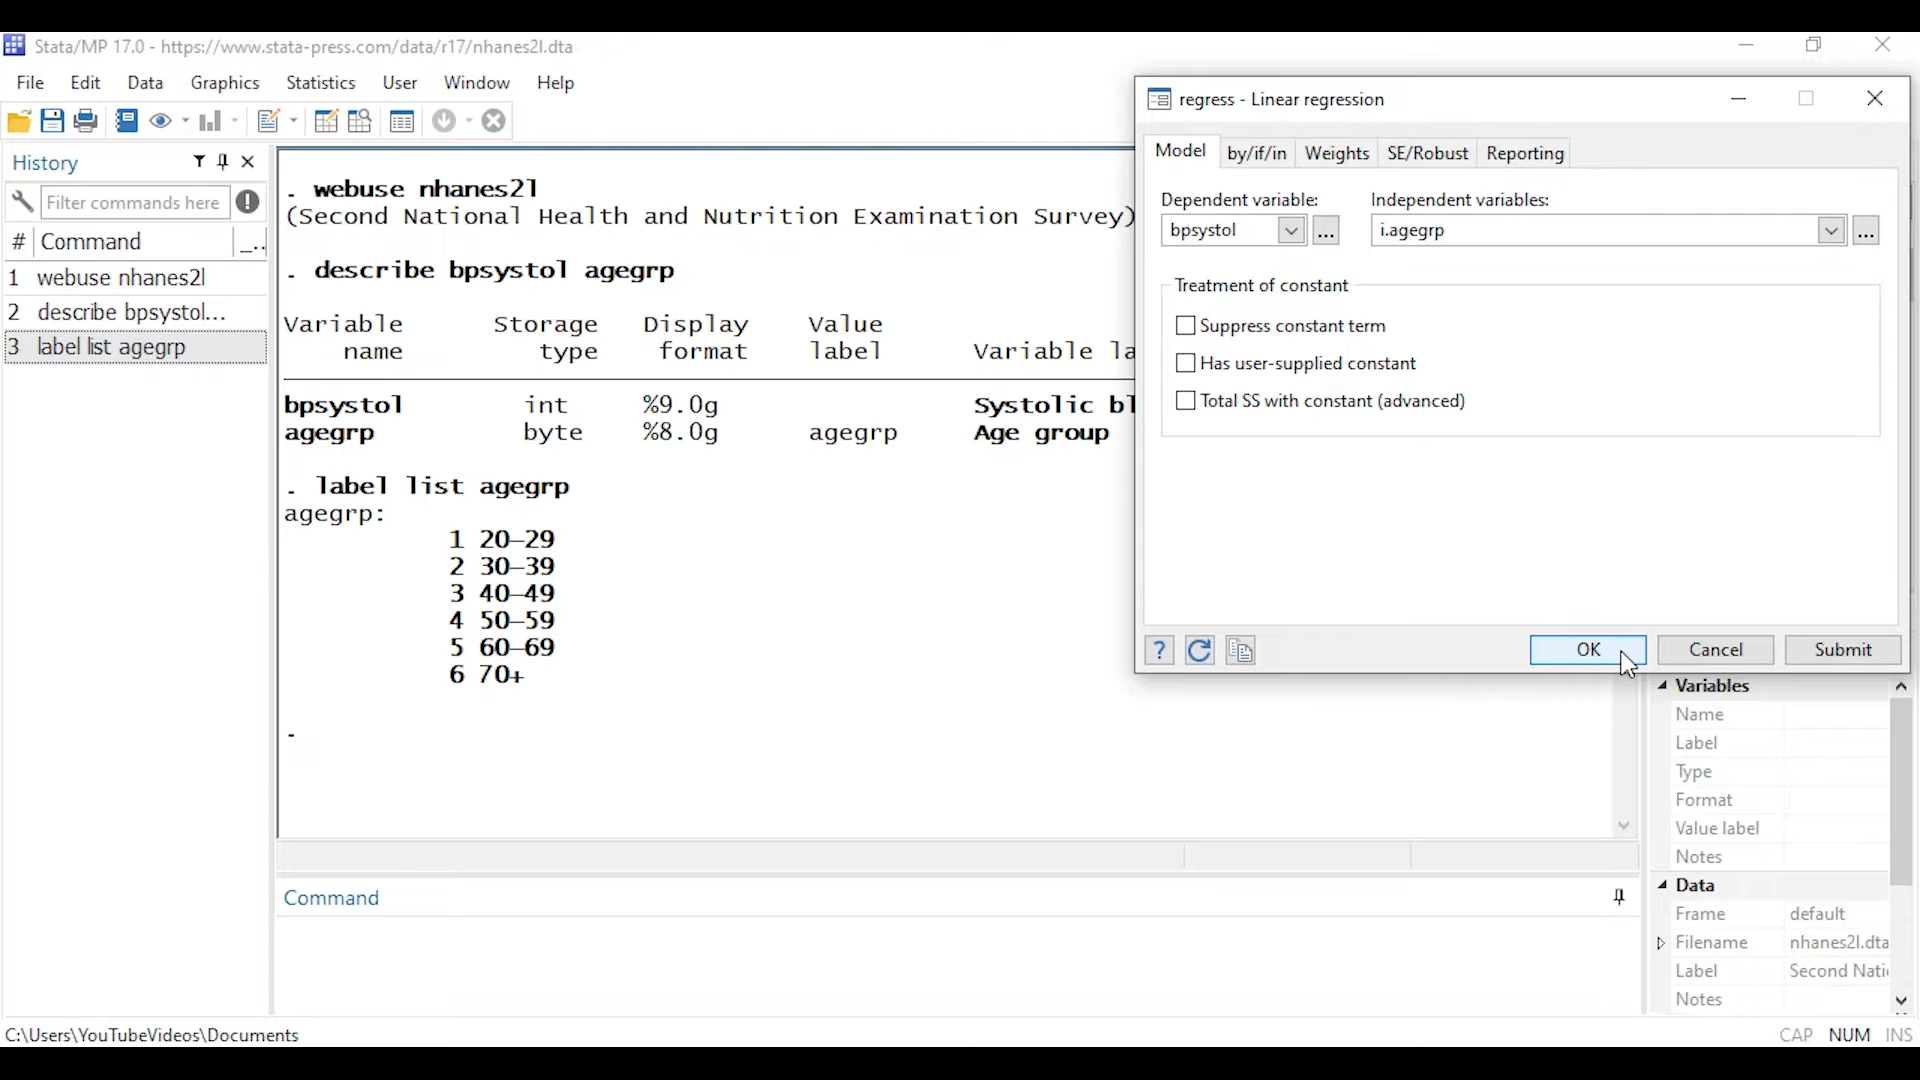 Stata/MP 17.0 - https://www.stata-press.com/data/r17/nhanes2l.dta
File Edit Data Graphics Statistics User Window Help
History
Filter commands here
# Command
1 webuse nhanes2l
2 describe bpsystol...
3 label list agegrp
. webuse nhanes2l
(Second National Health and Nutrition Examination Survey)
. describe bpsystol agegrp
Variable Storage Display Value
name type format label Variable la
bpsystol int %9.0g Systolic bl
agegrp byte %8.0g agegrp Age group
. label list agegrp
agegrp:
1 20–29
2 30–39
3 40–49
4 50–59
5 60–69
6 70+
.
Command
regress - Linear regression
Model by/if/in Weights SE/Robust Reporting
Dependent variable: Independent variables:
bpsystol ... i.agegrp ...
Treatment of constant
Suppress constant term
Has user-supplied constant
Total SS with constant (advanced)
? OK Cancel Submit
Variables
Name
Label
Type
Format
Value label
Notes
Data
Frame default
Filename nhanes2l.dta
Label Second Nati
Notes
C:\Users\YouTubeVideos\Documents
CAP NUM INS